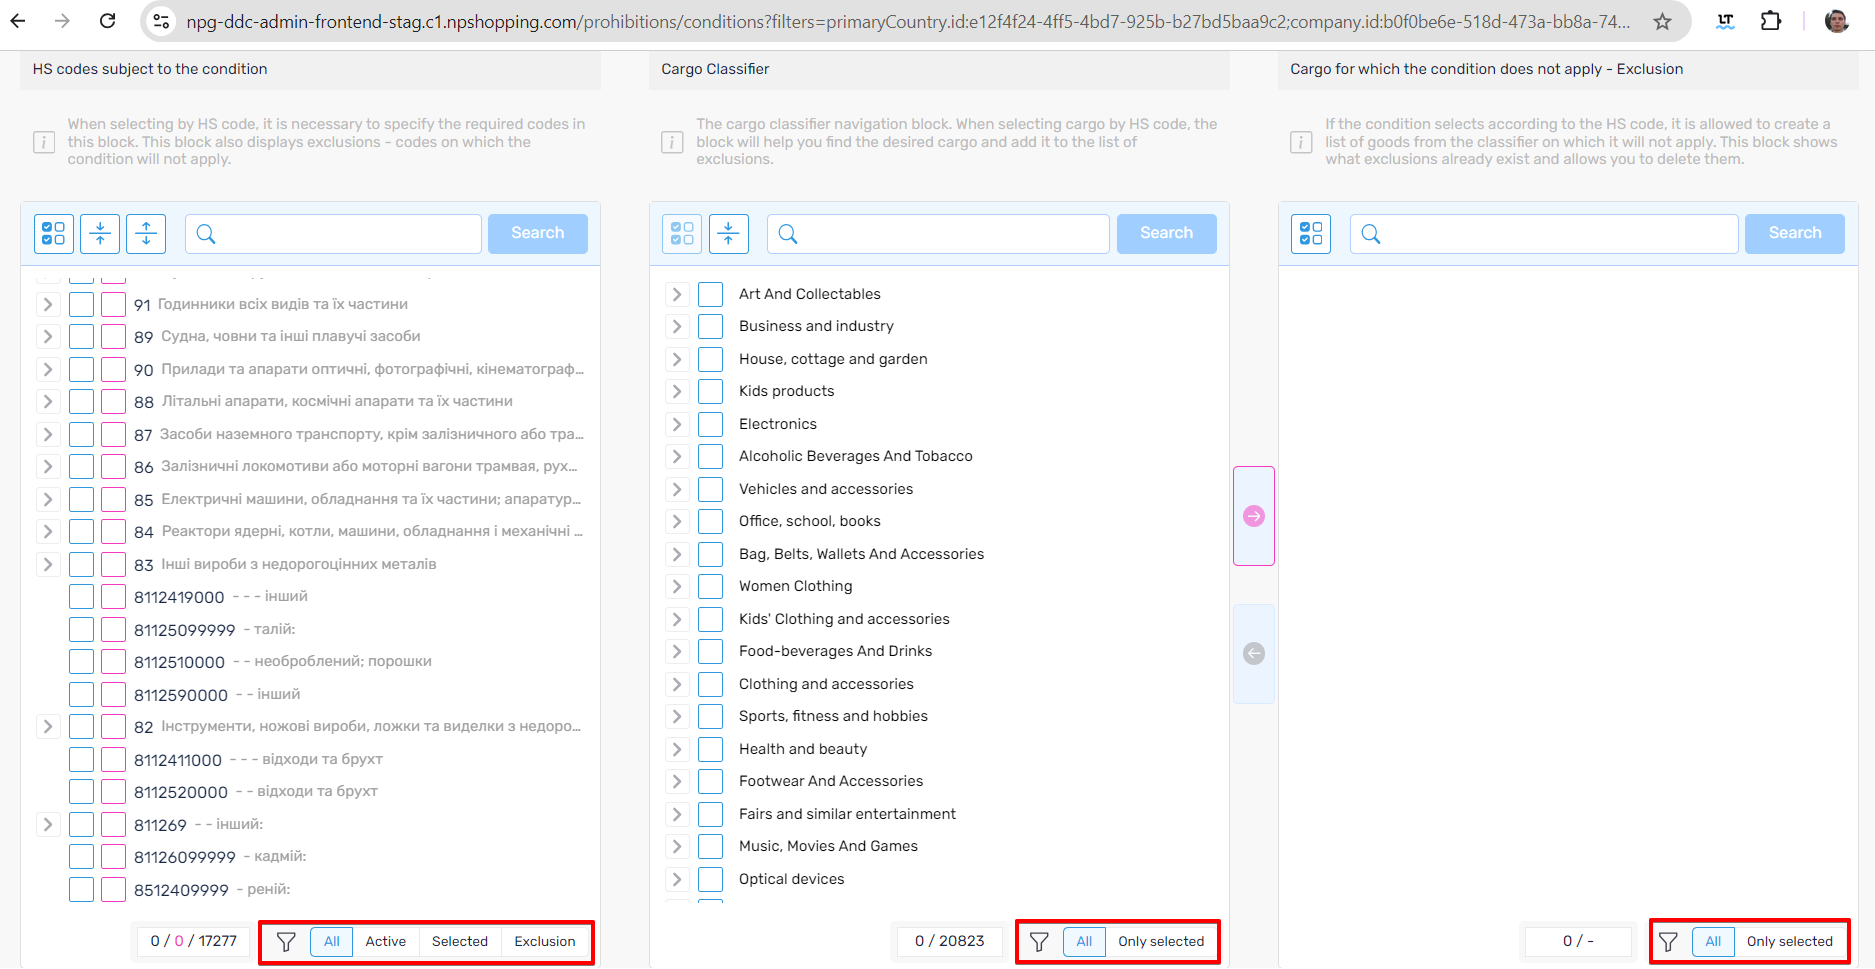 npg-ddc-admin-frontend-stag.c1.npshopping.com/prohibitions/conditions?filters=primaryCountry.id:e12f4f24-4ff5-4bd7-925b-b27bd5baa9c2;company.id:b0f0be6e-518d-473a-bb8a-74...
HS codes subject to the condition
When selecting by HS code, it is necessary to specify the required codes in
this block. This block also displays exclusions - codes on which the
condition will not apply.
Search
91 Годинники всіх видів та їх частини
89 Судна, човни та інші плавучі засоби
90 Прилади та апарати оптичні, фотографічні, кінематограф...
88 Літальні апарати, космічні апарати та їх частини
87 Засоби наземного транспорту, крім залізничного або тра...
86 Залізничні локомотиви або моторні вагони трамвая, рух...
85 Електричні машини, обладнання та їх частини; апаратур...
84 Реактори ядерні, котли, машини, обладнання і механічні ...
83 Інші вироби з недорогоцінних металів
8112419000 - - - інший
81125099999 - талій:
8112510000 - - необроблений; порошки
8112590000 - - інший
82 Інструменти, ножові вироби, ложки та виделки з недоро...
8112411000 - - - відходи та брухт
8112520000 - - відходи та брухт
811269 - - інший:
81126099999 - кадмій:
8512409999 - реній:
0 / 0 / 17277
All Active Selected Exclusion
Cargo Classifier
The cargo classifier navigation block. When selecting cargo by HS code, the
block will help you find the desired cargo and add it to the list of
exclusions.
Search
Art And Collectables
Business and industry
House, cottage and garden
Kids products
Electronics
Alcoholic Beverages And Tobacco
Vehicles and accessories
Office, school, books
Bag, Belts, Wallets And Accessories
Women Clothing
Kids' Clothing and accessories
Food-beverages And Drinks
Clothing and accessories
Sports, fitness and hobbies
Health and beauty
Footwear And Accessories
Fairs and similar entertainment
Music, Movies And Games
Optical devices
0 / 20823
All Only selected
Cargo for which the condition does not apply - Exclusion
If the condition selects according to the HS code, it is allowed to create a
list of goods from the classifier on which it will not apply. This block shows
what exclusions already exist and allows you to delete them.
Search
0 / -
All Only selected